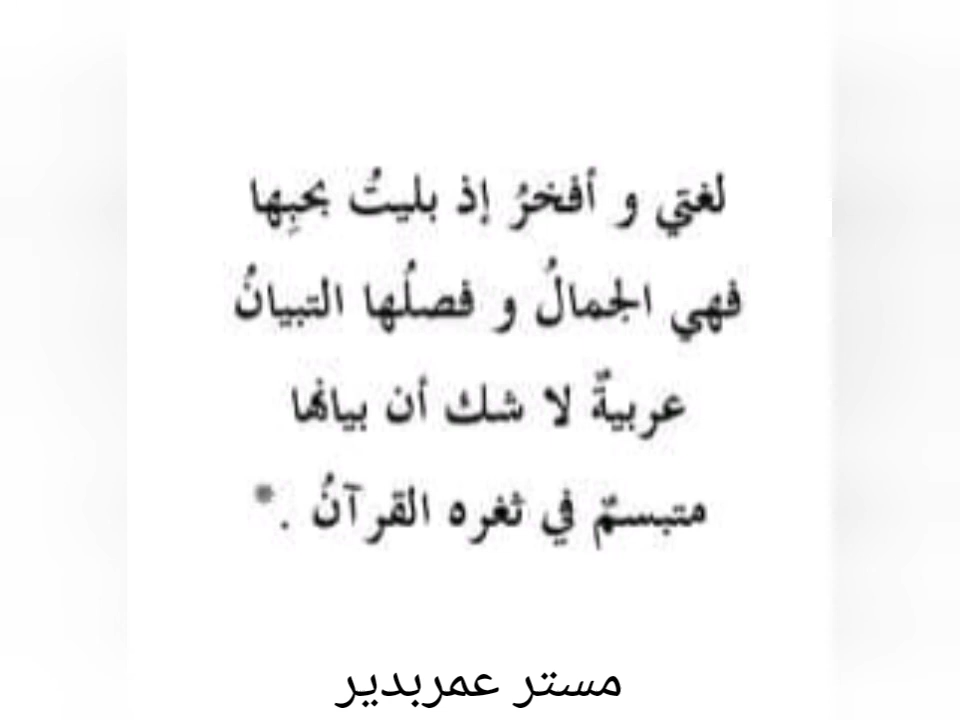 لغتي و أفخرُ إذ بليتُ بحبِها
فهي الجمالُ و فصلُها التبيانُ
عربيةٌ لا شك أن بيانها
متبسمٌ في ثغره القرآنُ .*
مستر عمربدير